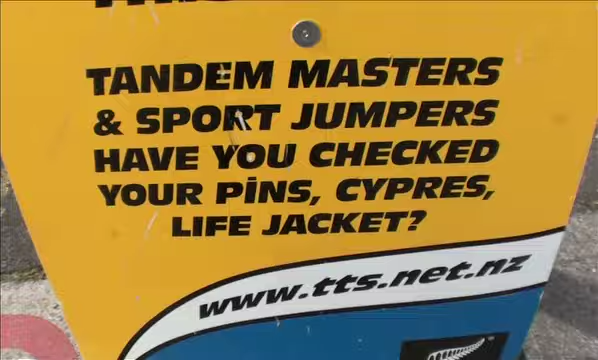 TANDEM MASTERS
& SPORT JUMPERS
HAVE YOU CHECKED
YOUR PiNS, CYPRES,
LIFE JACKET?
www.tts.net.nz